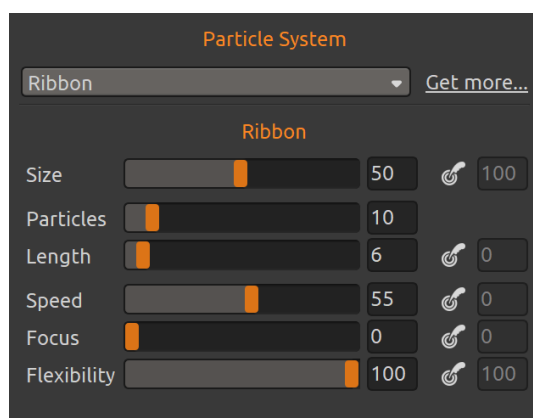 Particle System
Ribbon Get more...
Ribbon
Size 50 100
Particles 10
Length 6 0
Speed 55 0
Focus 0 0
Flexibility 100 100